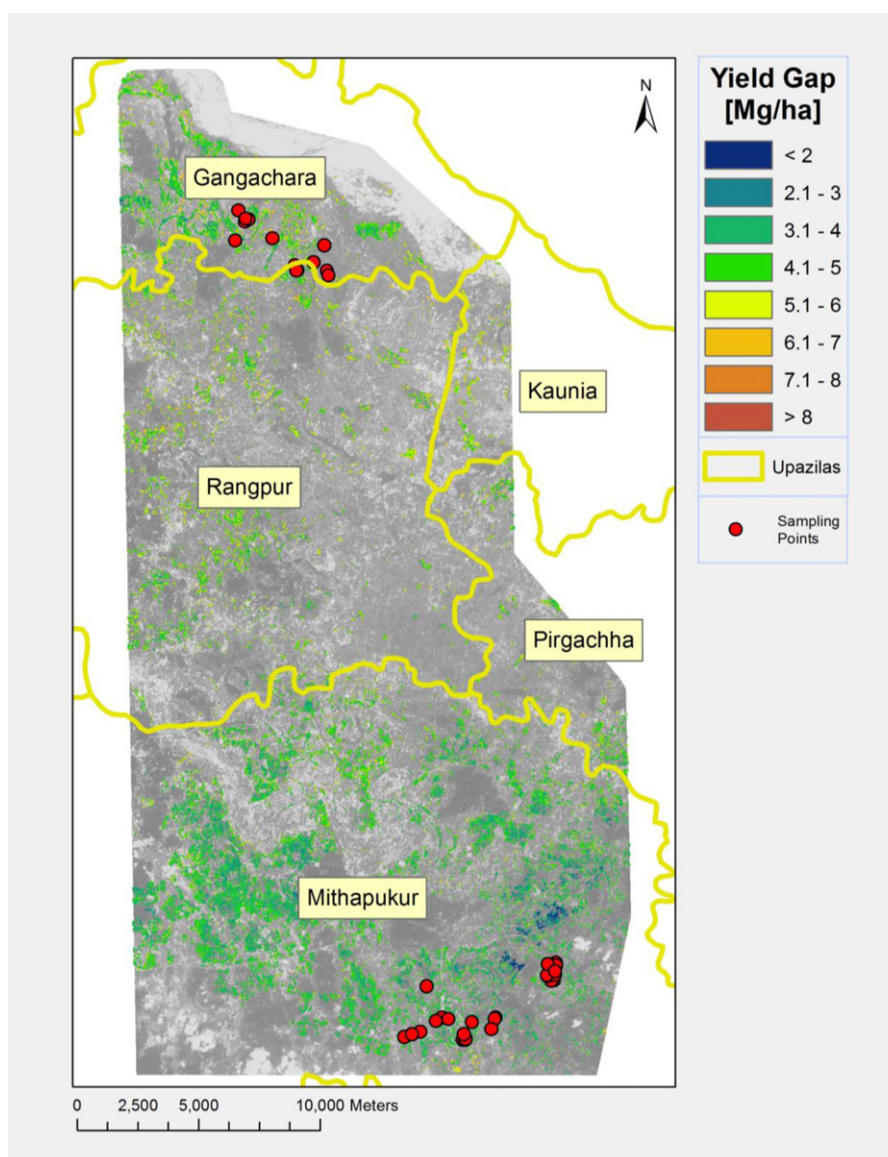 N
Gangachara
Kaunia
Rangpur
Pirgachha
Mithapukur
0 2,500 5,000 10,000 Meters
Yield Gap
[Mg/ha]
< 2
2.1 - 3
3.1 - 4
4.1 - 5
5.1 - 6
6.1 - 7
7.1 - 8
> 8
Upazilas
Sampling
Points